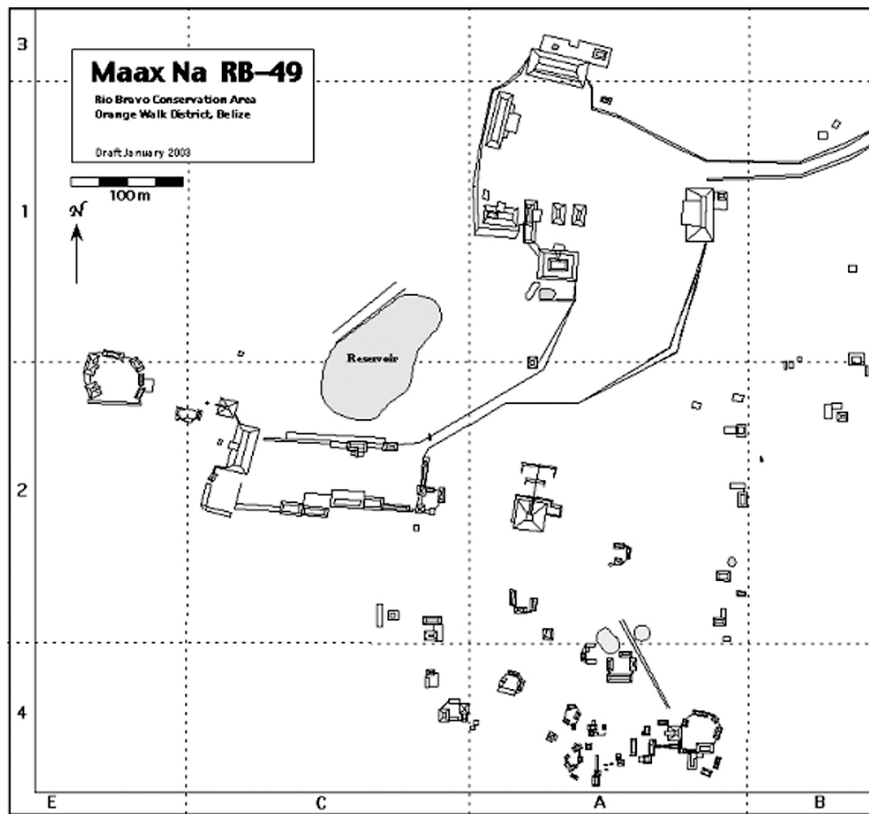 3
Maax Na RB-49
Rio Bravo Conservation Area
Orange Walk District, Belize
Draft January 2003
100 m
1
N
Reservoir
2
4
E
C
A
B